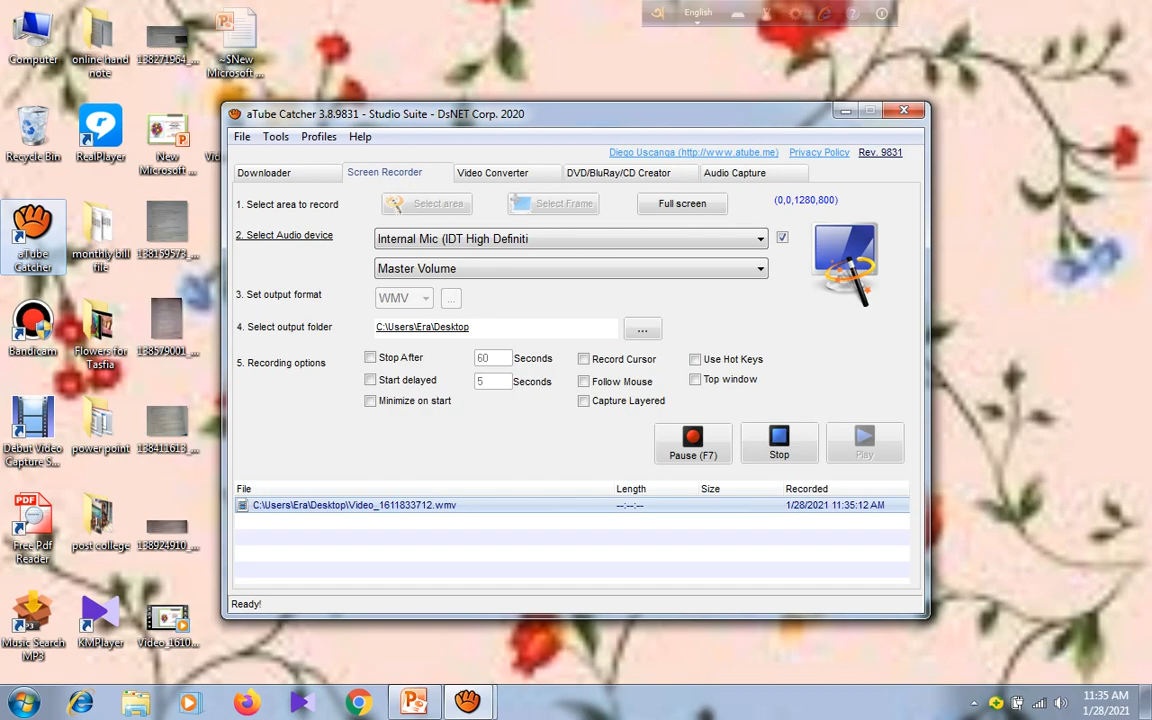 English
Computer
online hand
note
138271964_...
~$New
Microsoft ...
Recycle Bin
RealPlayer
New
Microsoft ...
aTube
Catcher
monthly bill
file
138159573_...
Bandicam
Flowers for
Tasfia
138579001_...
Debut Video
Capture S...
power point
138411613_...
Free Pdf
Reader
post college
138924910_...
Music Search
MP3
KMPlayer
Video_1610...
aTube Catcher 3.8.9831 - Studio Suite - DsNET Corp. 2020
File Tools Profiles Help
Diego Uscanga (http://www.atube.me) Privacy Policy Rev. 9831
Downloader Screen Recorder Video Converter DVD/BluRay/CD Creator Audio Capture
1. Select area to record Select area Select Frame Full screen (0,0,1280,800)
2. Select Audio device Internal Mic (IDT High Definiti
Master Volume
3. Set output format WMV ...
4. Select output folder C:\Users\Era\Desktop ...
5. Recording options Stop After 60 Seconds Record Cursor Use Hot Keys
Start delayed 5 Seconds Follow Mouse Top window
Minimize on start Capture Layered
Pause (F7) Stop Play
File Length Size Recorded
C:\Users\Era\Desktop\Video_1611833712.wmv --:--:-- 1/28/2021 11:35:12 AM
Ready!
11:35 AM
1/28/2021